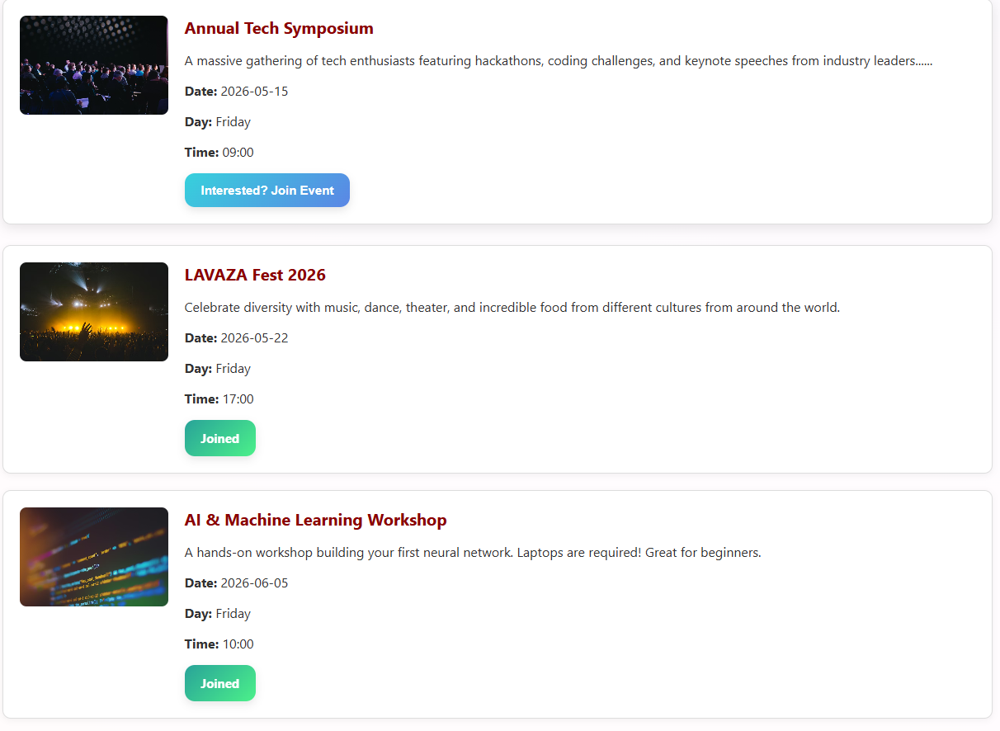 Annual Tech Symposium
A massive gathering of tech enthusiasts featuring hackathons, coding challenges, and keynote speeches from industry leaders......
Date: 2026-05-15
Day: Friday
Time: 09:00
Interested? Join Event
LAVAZA Fest 2026
Celebrate diversity with music, dance, theater, and incredible food from different cultures from around the world.
Date: 2026-05-22
Day: Friday
Time: 17:00
Joined
AI & Machine Learning Workshop
A hands-on workshop building your first neural network. Laptops are required! Great for beginners.
Date: 2026-06-05
Day: Friday
Time: 10:00
Joined